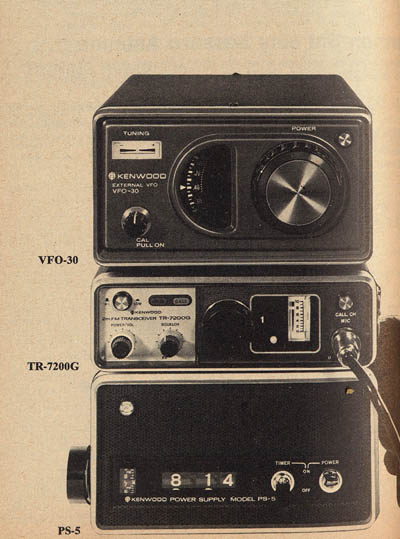 TUNING
POWER
KENWOOD
EXTERNAL VFO
VFO-30
CAL
PULL ON
VFO-30
KENWOOD
2m FM TRANSCEIVER TR-7200G
POWER/VOL
SQUELCH
1
CALL CH
MIC
TR-7200G
8 14
TIMER
POWER
ON
OFF
KENWOOD POWER SUPPLY MODEL PS-5
PS-5